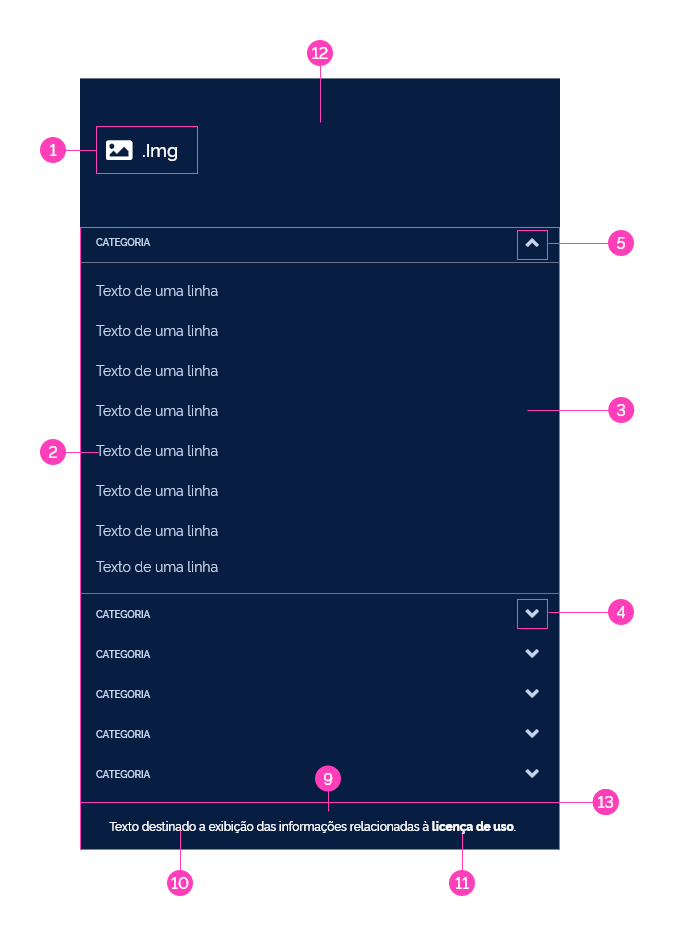 12
1
.Img
CATEGORIA
5
Texto de uma linha
Texto de uma linha
Texto de uma linha
Texto de uma linha
3
2
Texto de uma linha
Texto de uma linha
Texto de uma linha
Texto de uma linha
CATEGORIA
4
CATEGORIA
CATEGORIA
CATEGORIA
CATEGORIA
9
13
Texto destinado a exibição das informações relacionadas à licença de uso.
10
11